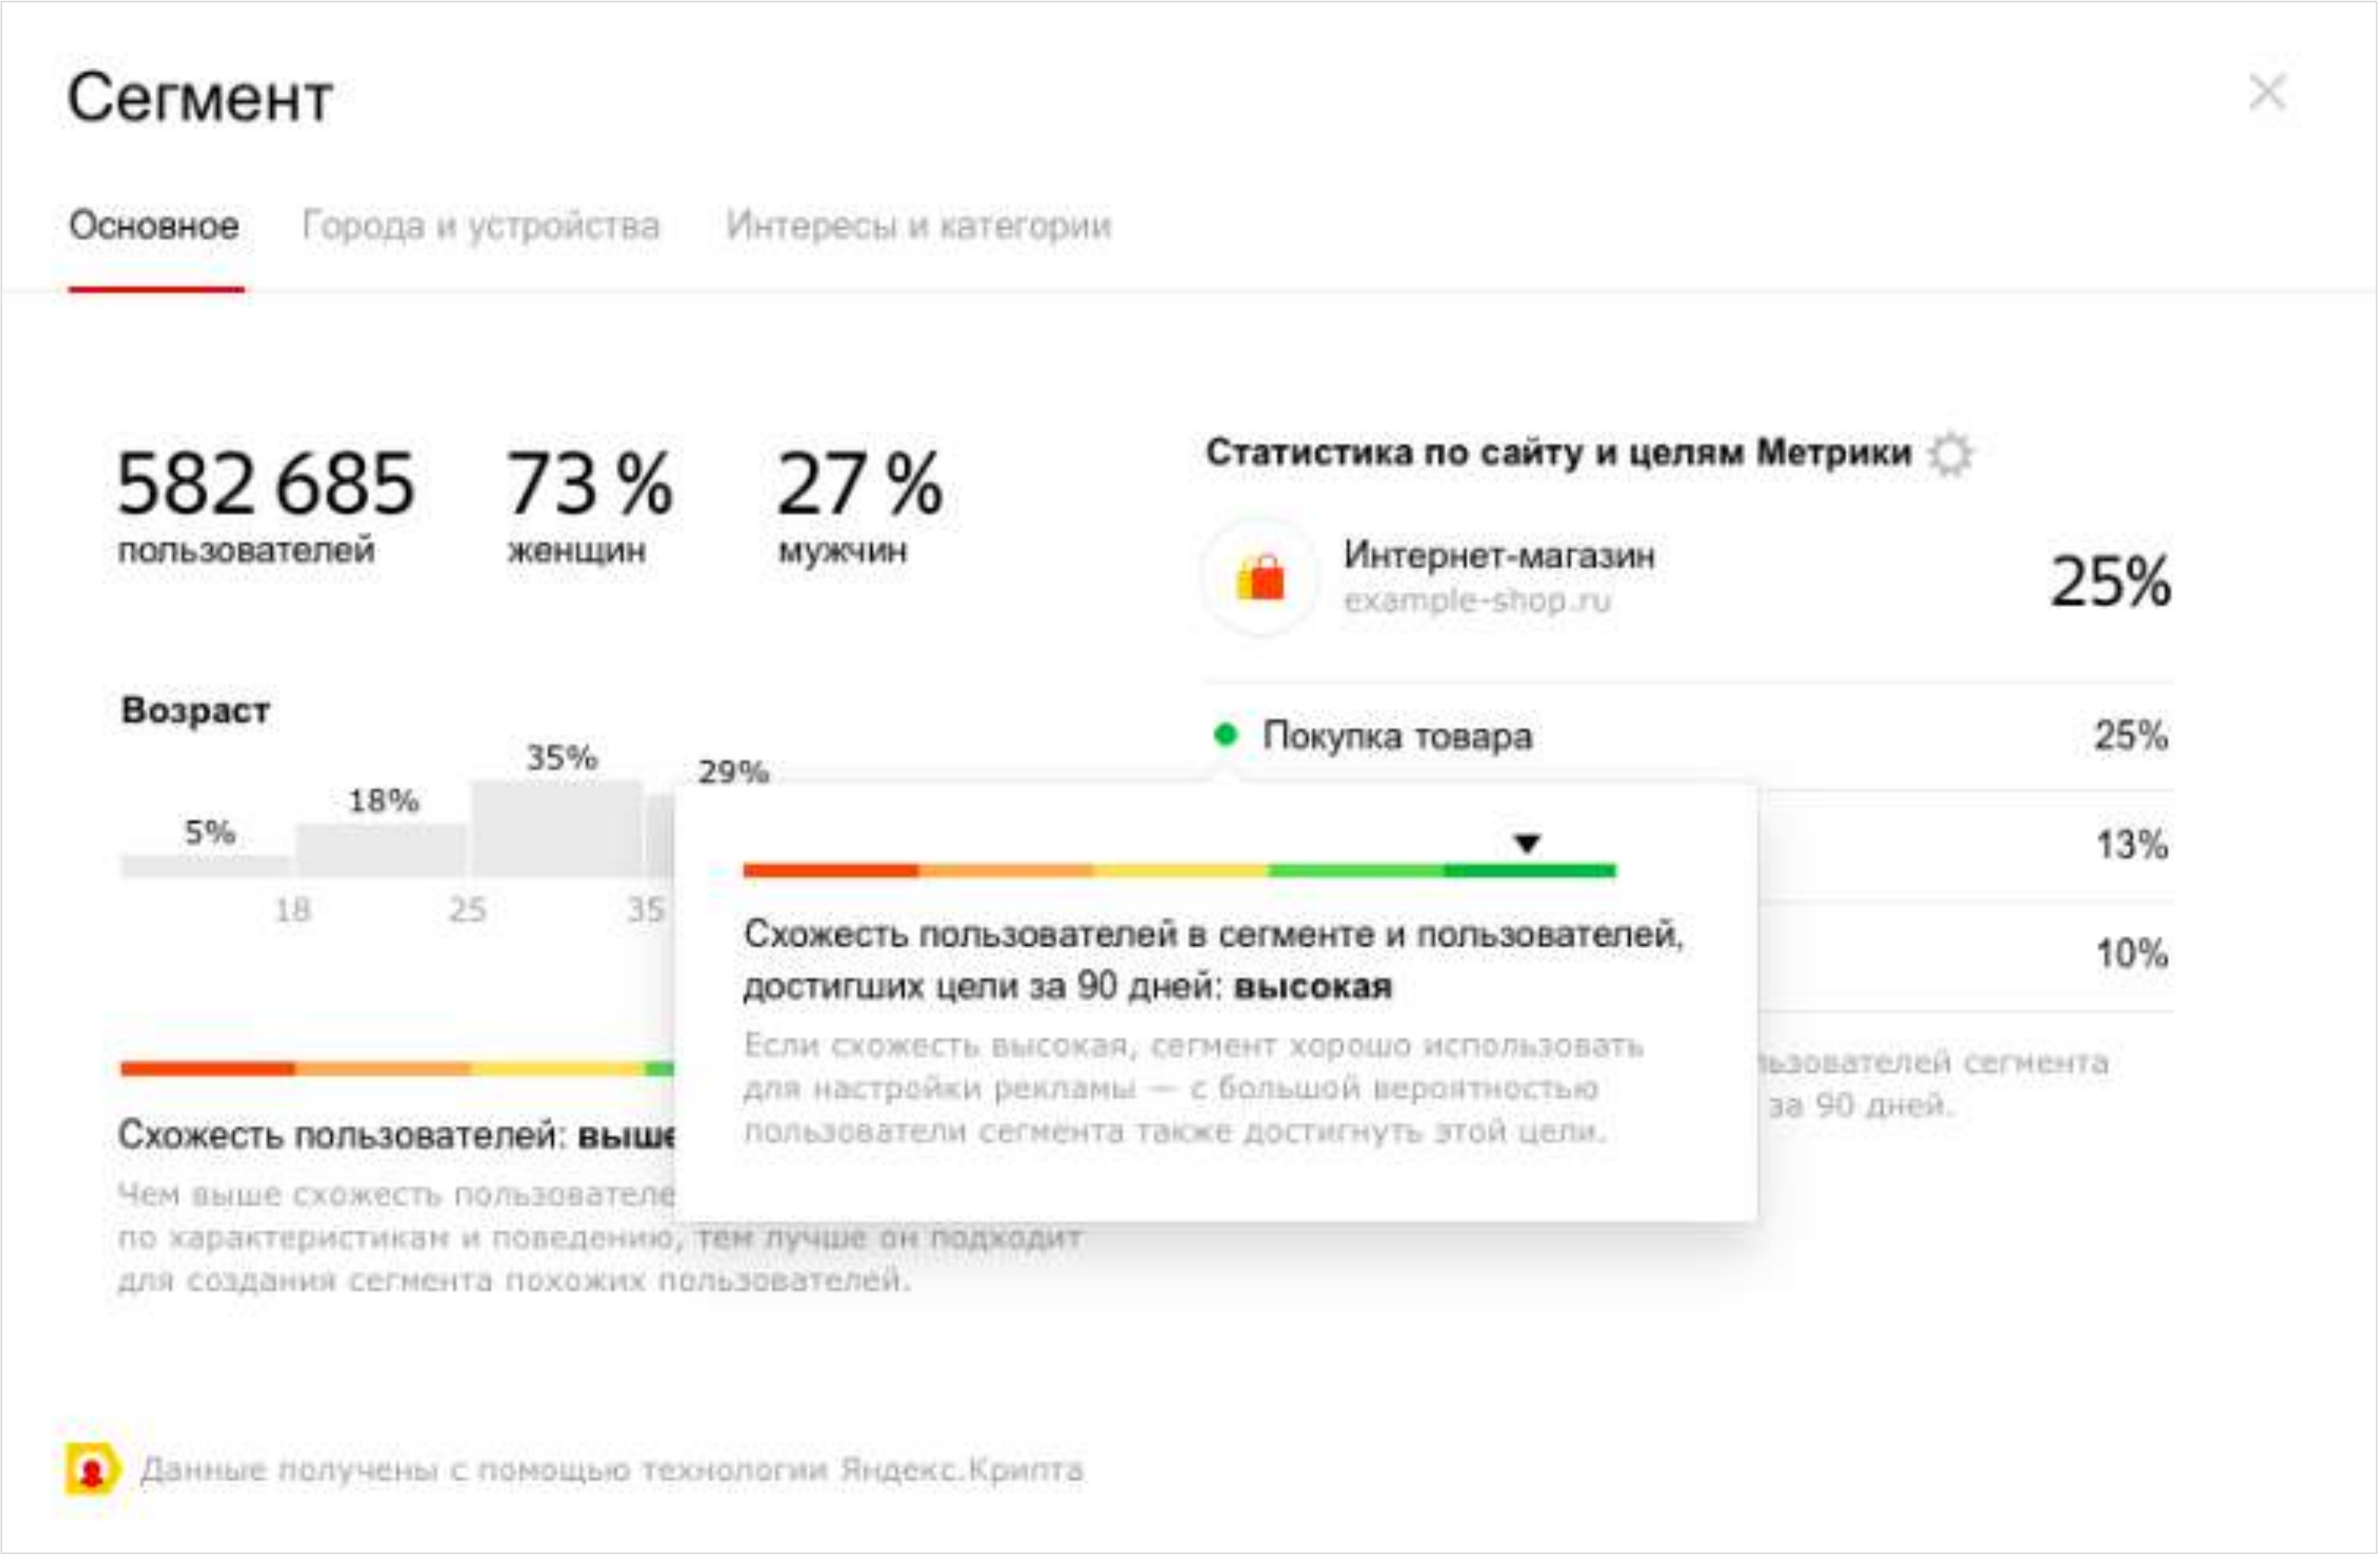 Сегмент
Основное Города и устройства Интересы и категории
582 685 73 % 27 %
пользователей женщин мужчин
Статистика по сайту и целям Метрики
Интернет-магазин
example-shop.ru
25%
Возраст
5% 18% 35% 29%
18 25 35
Покупка товара 25%
13%
10%
Схожесть пользователей в сегменте и пользователей,
достигших цели за 90 дней: высокая
Если схожесть высокая, сегмент хорошо использовать
для настройки рекламы — с большой вероятностью
пользователи сегмента также достигнуть этой цели.
сегмента
за 90 дней.
Схожесть пользователей: выше
Чем выше схожесть
по характеристикам и поведению, тем лучше он подходит
для создания сегмента похожих пользователей.
Данные получены с помощью технологии Яндекс.Крипта